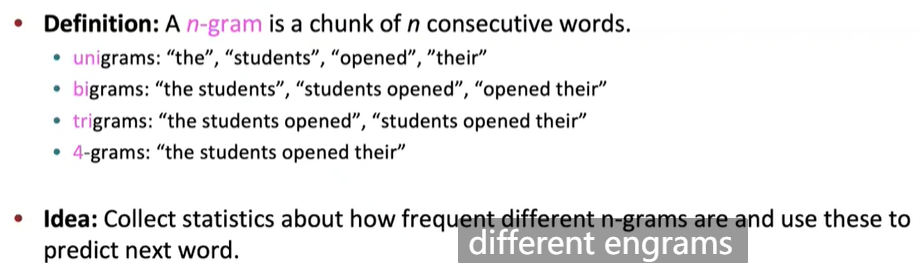 • Definition: A n-gram is a chunk of n consecutive words.
• unigrams: “the”, “students”, “opened”, ”their”
• bigrams: “the students”, “students opened”, “opened their”
• trigrams: “the students opened”, “students opened their”
• 4-grams: “the students opened their”
• Idea: Collect statistics about how frequent different n-grams are and use these to
predict next word.
different engrams